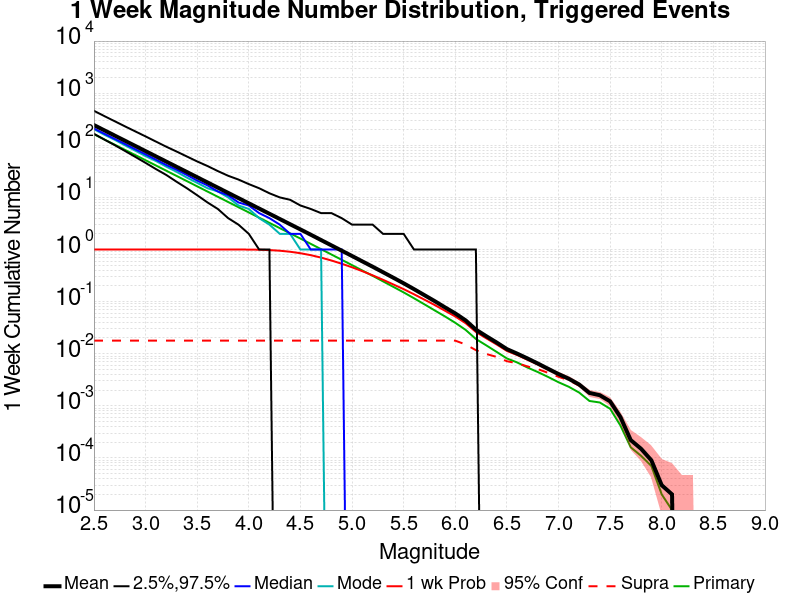 1 Week Magnitude Number Distribution, Triggered Events
1 Week Cumulative Number
10^4
10^3
10^2
10^1
10^0
10^-1
10^-2
10^-3
10^-4
10^-5
2.5 3.0 3.5 4.0 4.5 5.0 5.5 6.0 6.5 7.0 7.5 8.0 8.5 9.0
Magnitude
Mean 2.5%,97.5% Median Mode 1 wk Prob 95% Conf Supra Primary